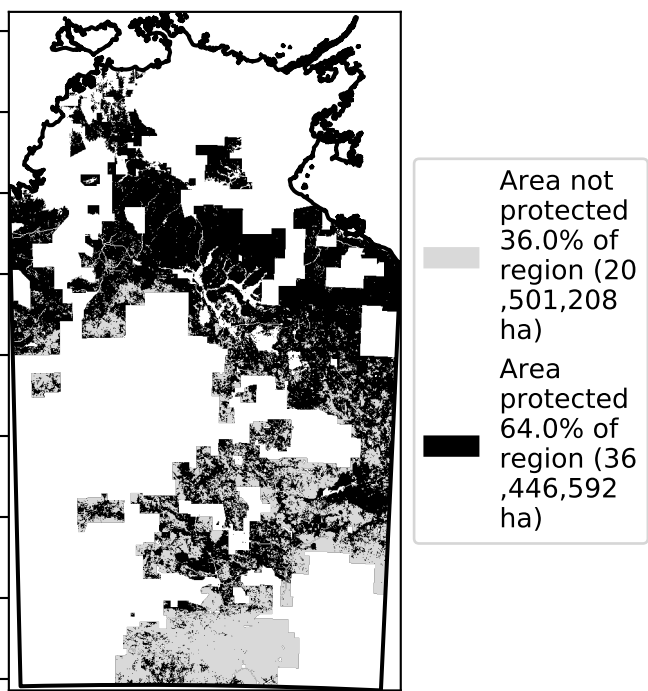 Area not
protected
36.0% of
region (20
,501,208
ha)
Area
protected
64.0% of
region (36
,446,592
ha)